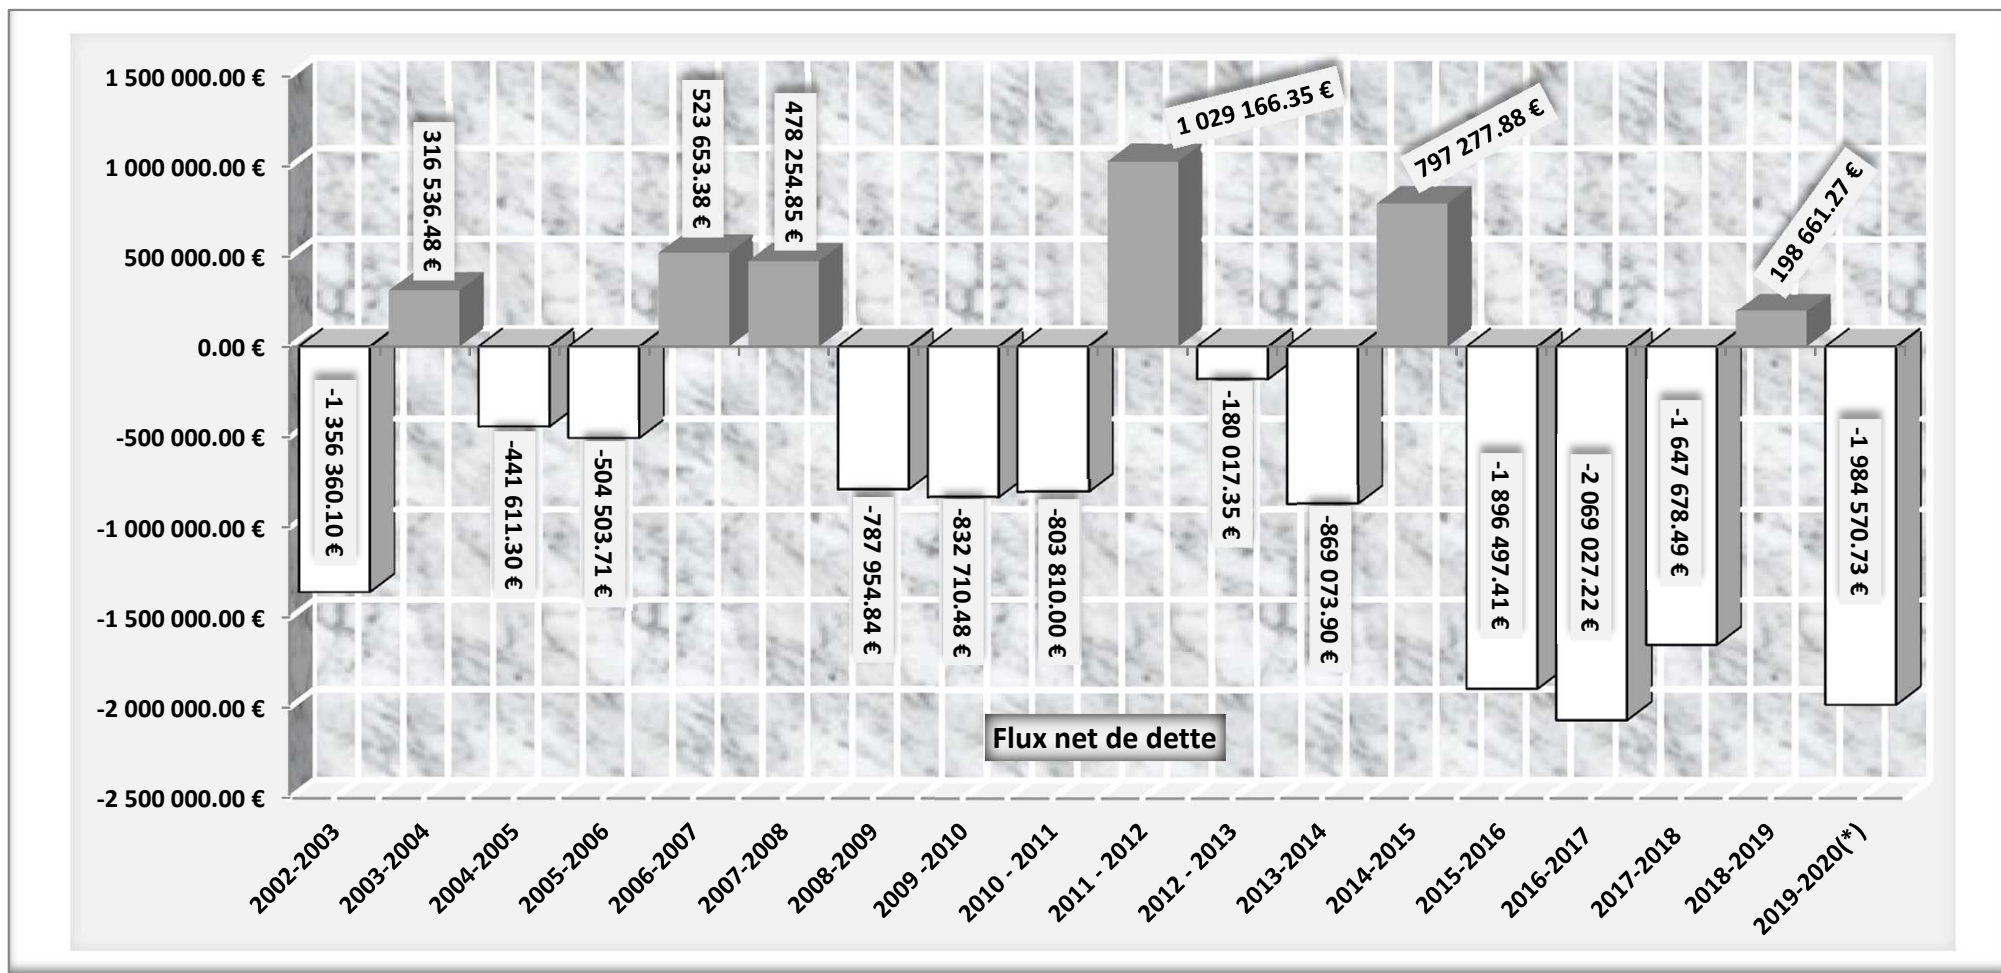 1 500 000.00 €
1 000 000.00 €
500 000.00 €
0.00 €
-500 000.00 €
-1 000 000.00 €
-1 500 000.00 €
-2 000 000.00 €
-2 500 000.00 €
-1 356 360.10 €
316 536.48 €
-441 611.30 €
-504 503.71 €
523 653.38 €
478 254.85 €
-787 954.84 €
-832 710.48 €
-803 810.00 €
1 029 166.35 €
-180 017.35 €
-869 073.90 €
797 277.88 €
-1 896 497.41 €
-2 069 027.22 €
-1 647 678.49 €
198 661.27 €
-1 984 570.73 €
Flux net de dette
2002-2003
2003-2004
2004-2005
2005-2006
2006-2007
2007-2008
2008-2009
2009 -2010
2010 - 2011
2011 - 2012
2012 - 2013
2013-2014
2014-2015
2015-2016
2016-2017
2017-2018
2018-2019
2019-2020(*)